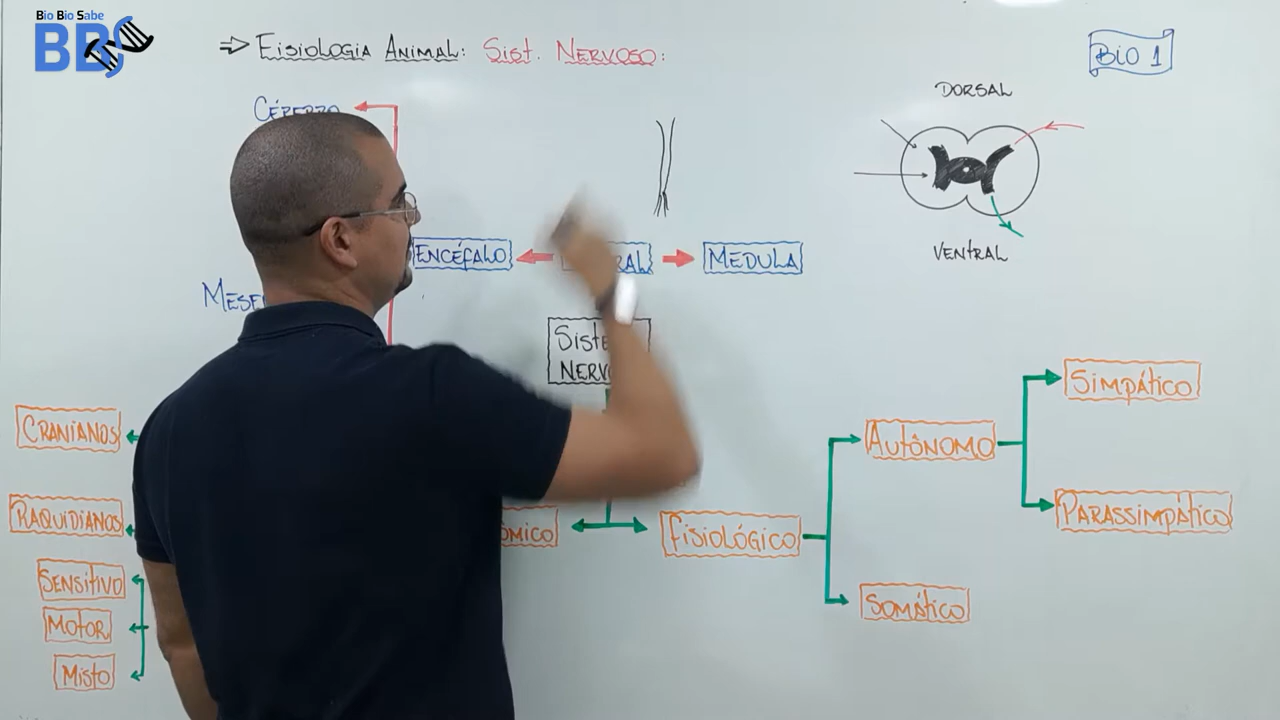 Bio Bio Sabe
BBS
⇒ Fisiologia Animal: Sist. Nervoso:
BIO 1
DORSAL
VENTRAL
Encéfalo
Medula
Simpático
Autônomo
Parassimpático
Fisiológico
Somático
Cranianos
Raquidianos
Sensitivo
Motor
Misto